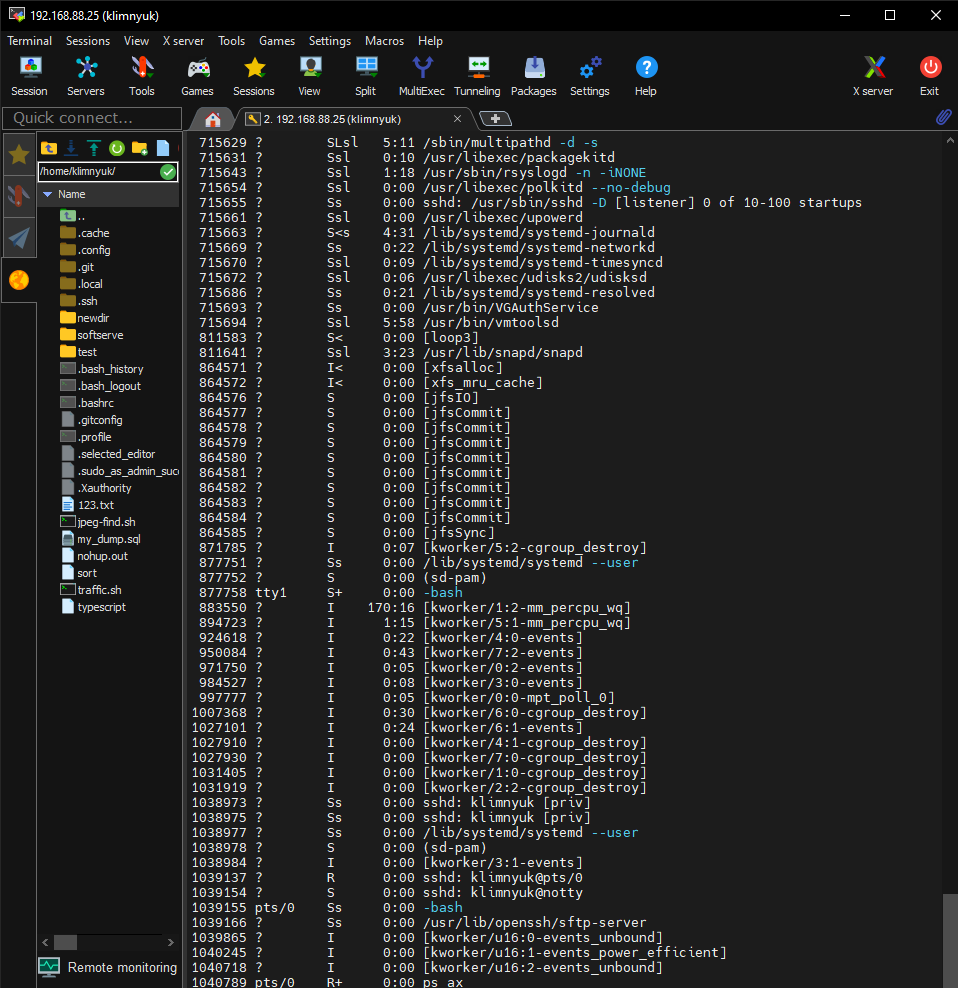 192.168.88.25 (klimnyuk)
Terminal Sessions View X server Tools Games Settings Macros Help
Session Servers Tools Games Sessions View Split MultiExec Tunneling Packages Settings Help X server Exit
Quick connect...
2. 192.168.88.25 (klimnyuk)
/home/klimnyuk/
Name
..
.cache
.config
.git
.local
.ssh
newdir
softserve
test
.bash_history
.bash_logout
.bashrc
.gitconfig
.profile
.selected_editor
.sudo_as_admin_succ
.Xauthority
123.txt
jpeg-find.sh
my_dump.sql
nohup.out
sort
traffic.sh
typescript
Remote monitoring
715629 ? SLsl 5:11 /sbin/multipathd -d -s
715631 ? Ssl 0:10 /usr/libexec/packagekitd
715643 ? Ssl 1:18 /usr/sbin/rsyslogd -n -iNONE
715654 ? Ssl 0:00 /usr/libexec/polkitd --no-debug
715655 ? Ss 0:00 sshd: /usr/sbin/sshd -D [listener] 0 of 10-100 startups
715661 ? Ssl 0:07 /usr/libexec/upowerd
715663 ? S<s 4:31 /lib/systemd/systemd-journald
715669 ? Ss 0:22 /lib/systemd/systemd-networkd
715670 ? Ssl 0:09 /lib/systemd/systemd-timesyncd
715672 ? Ssl 0:06 /usr/libexec/udisks2/udisksd
715686 ? Ss 0:21 /lib/systemd/systemd-resolved
715693 ? Ss 0:00 /usr/bin/VGAuthService
715694 ? Ssl 5:58 /usr/bin/vmtoolsd
811583 ? S< 0:00 [loop3]
811641 ? Ssl 3:23 /usr/lib/snapd/snapd
864571 ? I< 0:00 [xfsalloc]
864572 ? I< 0:00 [xfs_mru_cache]
864576 ? S 0:00 [jfsIO]
864577 ? S 0:00 [jfsCommit]
864578 ? S 0:00 [jfsCommit]
864579 ? S 0:00 [jfsCommit]
864580 ? S 0:00 [jfsCommit]
864581 ? S 0:00 [jfsCommit]
864582 ? S 0:00 [jfsCommit]
864583 ? S 0:00 [jfsCommit]
864584 ? S 0:00 [jfsCommit]
864585 ? S 0:00 [jfsSync]
871785 ? I 0:07 [kworker/5:2-cgroup_destroy]
877751 ? Ss 0:00 /lib/systemd/systemd --user
877752 ? S 0:00 (sd-pam)
877758 tty1 S+ 0:00 -bash
883550 ? I 170:16 [kworker/1:2-mm_percpu_wq]
894723 ? I 1:15 [kworker/5:1-mm_percpu_wq]
924618 ? I 0:22 [kworker/4:0-events]
950084 ? I 0:43 [kworker/7:2-events]
971750 ? I 0:05 [kworker/0:2-events]
984527 ? I 0:08 [kworker/3:0-events]
997777 ? I 0:05 [kworker/0:0-mpt_poll_0]
1007368 ? I 0:30 [kworker/6:0-cgroup_destroy]
1027101 ? I 0:24 [kworker/6:1-events]
1027910 ? I 0:00 [kworker/4:1-cgroup_destroy]
1027930 ? I 0:00 [kworker/7:0-cgroup_destroy]
1031405 ? I 0:00 [kworker/1:0-cgroup_destroy]
1031919 ? I 0:00 [kworker/2:2-cgroup_destroy]
1038973 ? Ss 0:00 sshd: klimnyuk [priv]
1038975 ? Ss 0:00 sshd: klimnyuk [priv]
1038977 ? Ss 0:00 /lib/systemd/systemd --user
1038978 ? S 0:00 (sd-pam)
1038984 ? I 0:00 [kworker/3:1-events]
1039137 ? R 0:00 sshd: klimnyuk@pts/0
1039154 ? S 0:00 sshd: klimnyuk@notty
1039155 pts/0 Ss 0:00 -bash
1039166 ? Ss 0:00 /usr/lib/openssh/sftp-server
1039865 ? I 0:00 [kworker/u16:0-events_unbound]
1040245 ? I 0:00 [kworker/u16:1-events_power_efficient]
1040718 ? I 0:00 [kworker/u16:2-events_unbound]
1040789 pts/0 R+ 0:00 ps ax